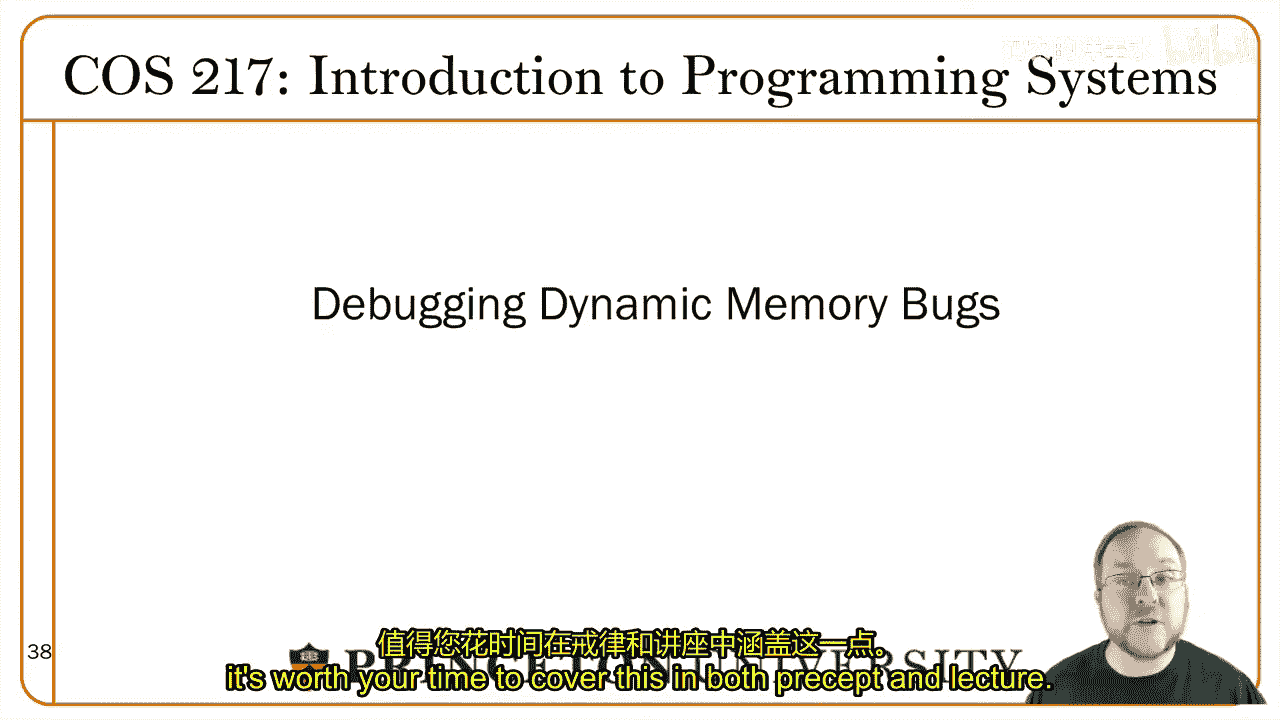 COS 217: Introduction to Programming Systems
Debugging Dynamic Memory Bugs
值得您花时间在戒律和讲座中涵盖这一点。
38
PRINCETON UNIVERSITY
it's worth your time to cover this in both precept and lecture.